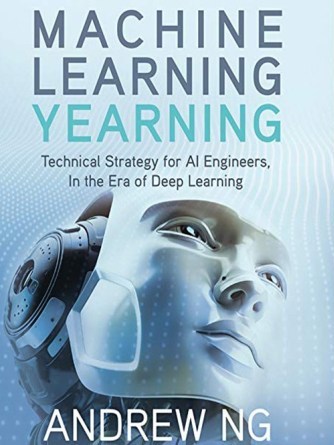 MACHINE
LEARNING
YEARNING
Technical Strategy for AI Engineers,
In the Era of Deep Learning
ANDREW NG